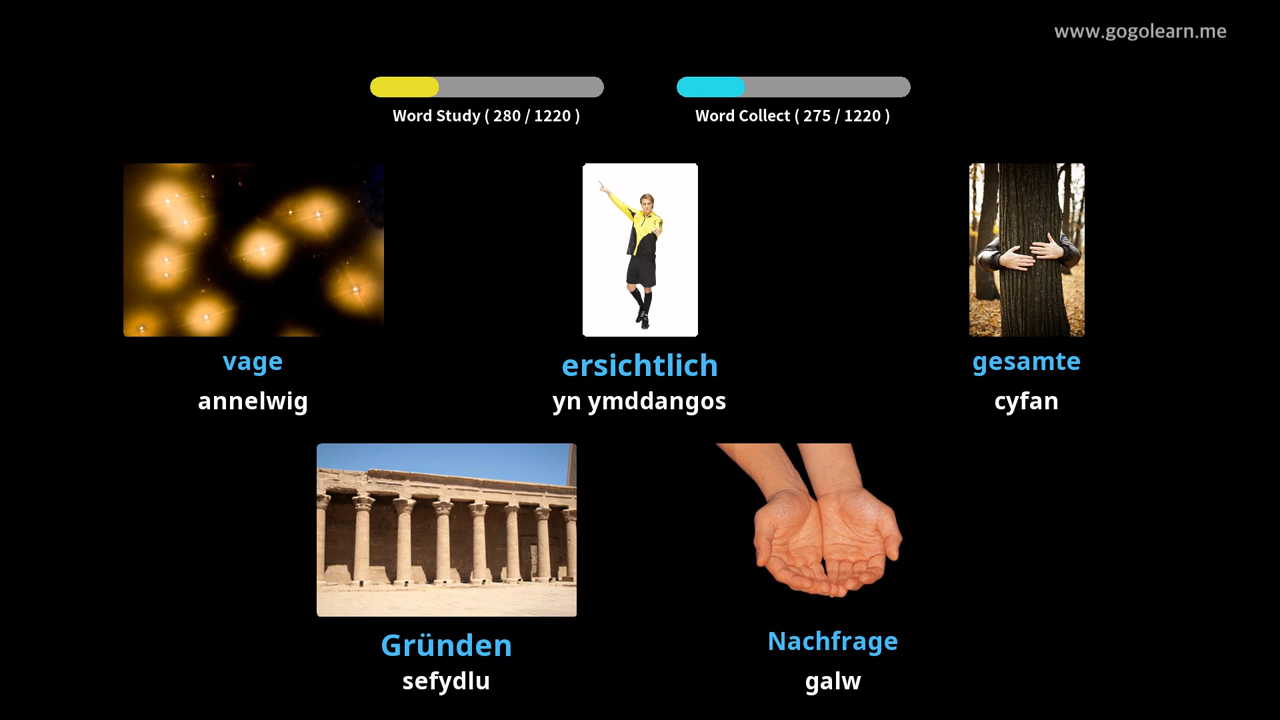 www.gogolearn.me
Word Study ( 280 / 1220 )
Word Collect ( 275 / 1220 )
vage
annelwig
ersichtlich
yn ymddangos
gesamte
cyfan
Gründen
sefydlu
Nachfrage
galw